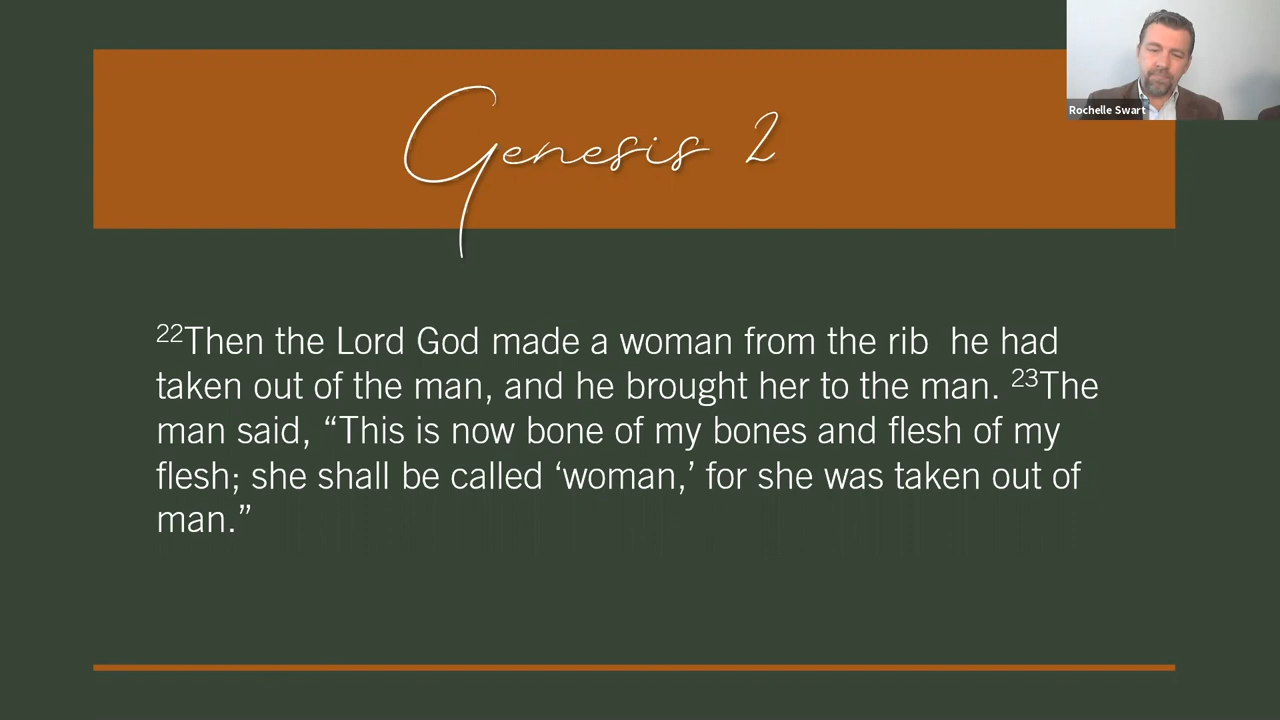 Genesis 2
Rochelle Swart
²²Then the Lord God made a woman from the rib  he had
taken out of the man, and he brought her to the man. ²³The
man said, “This is now bone of my bones and flesh of my
flesh; she shall be called ‘woman,’ for she was taken out of
man.”